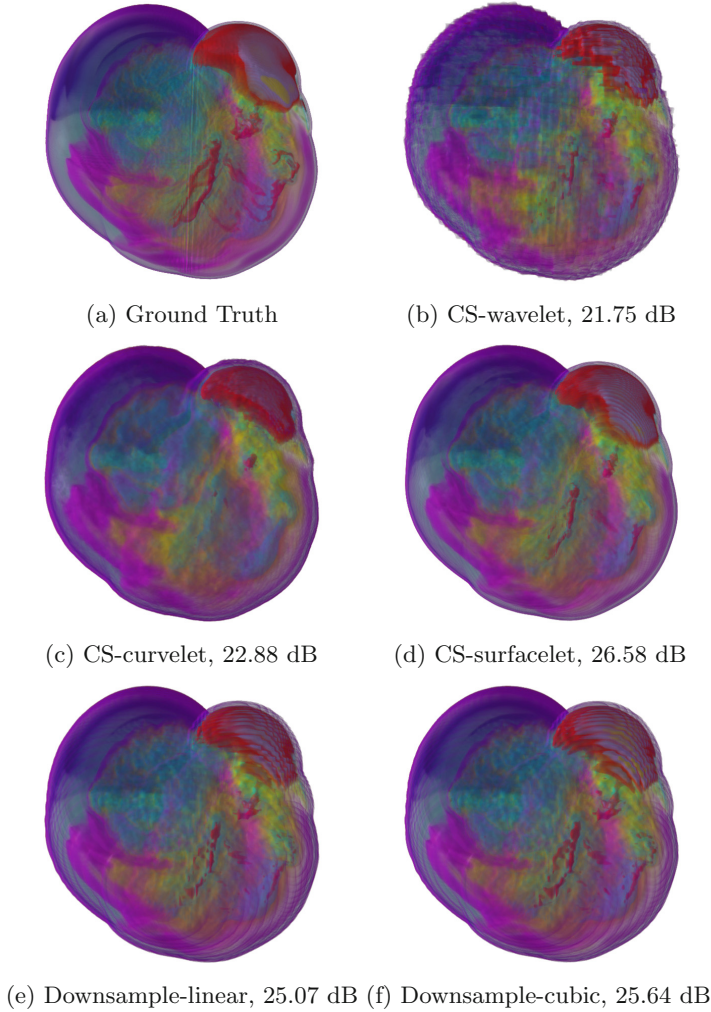 (a) Ground Truth
(b) CS-wavelet, 21.75 dB
(c) CS-curvelet, 22.88 dB
(d) CS-surfacelet, 26.58 dB
(e) Downsample-linear, 25.07 dB
(f) Downsample-cubic, 25.64 dB